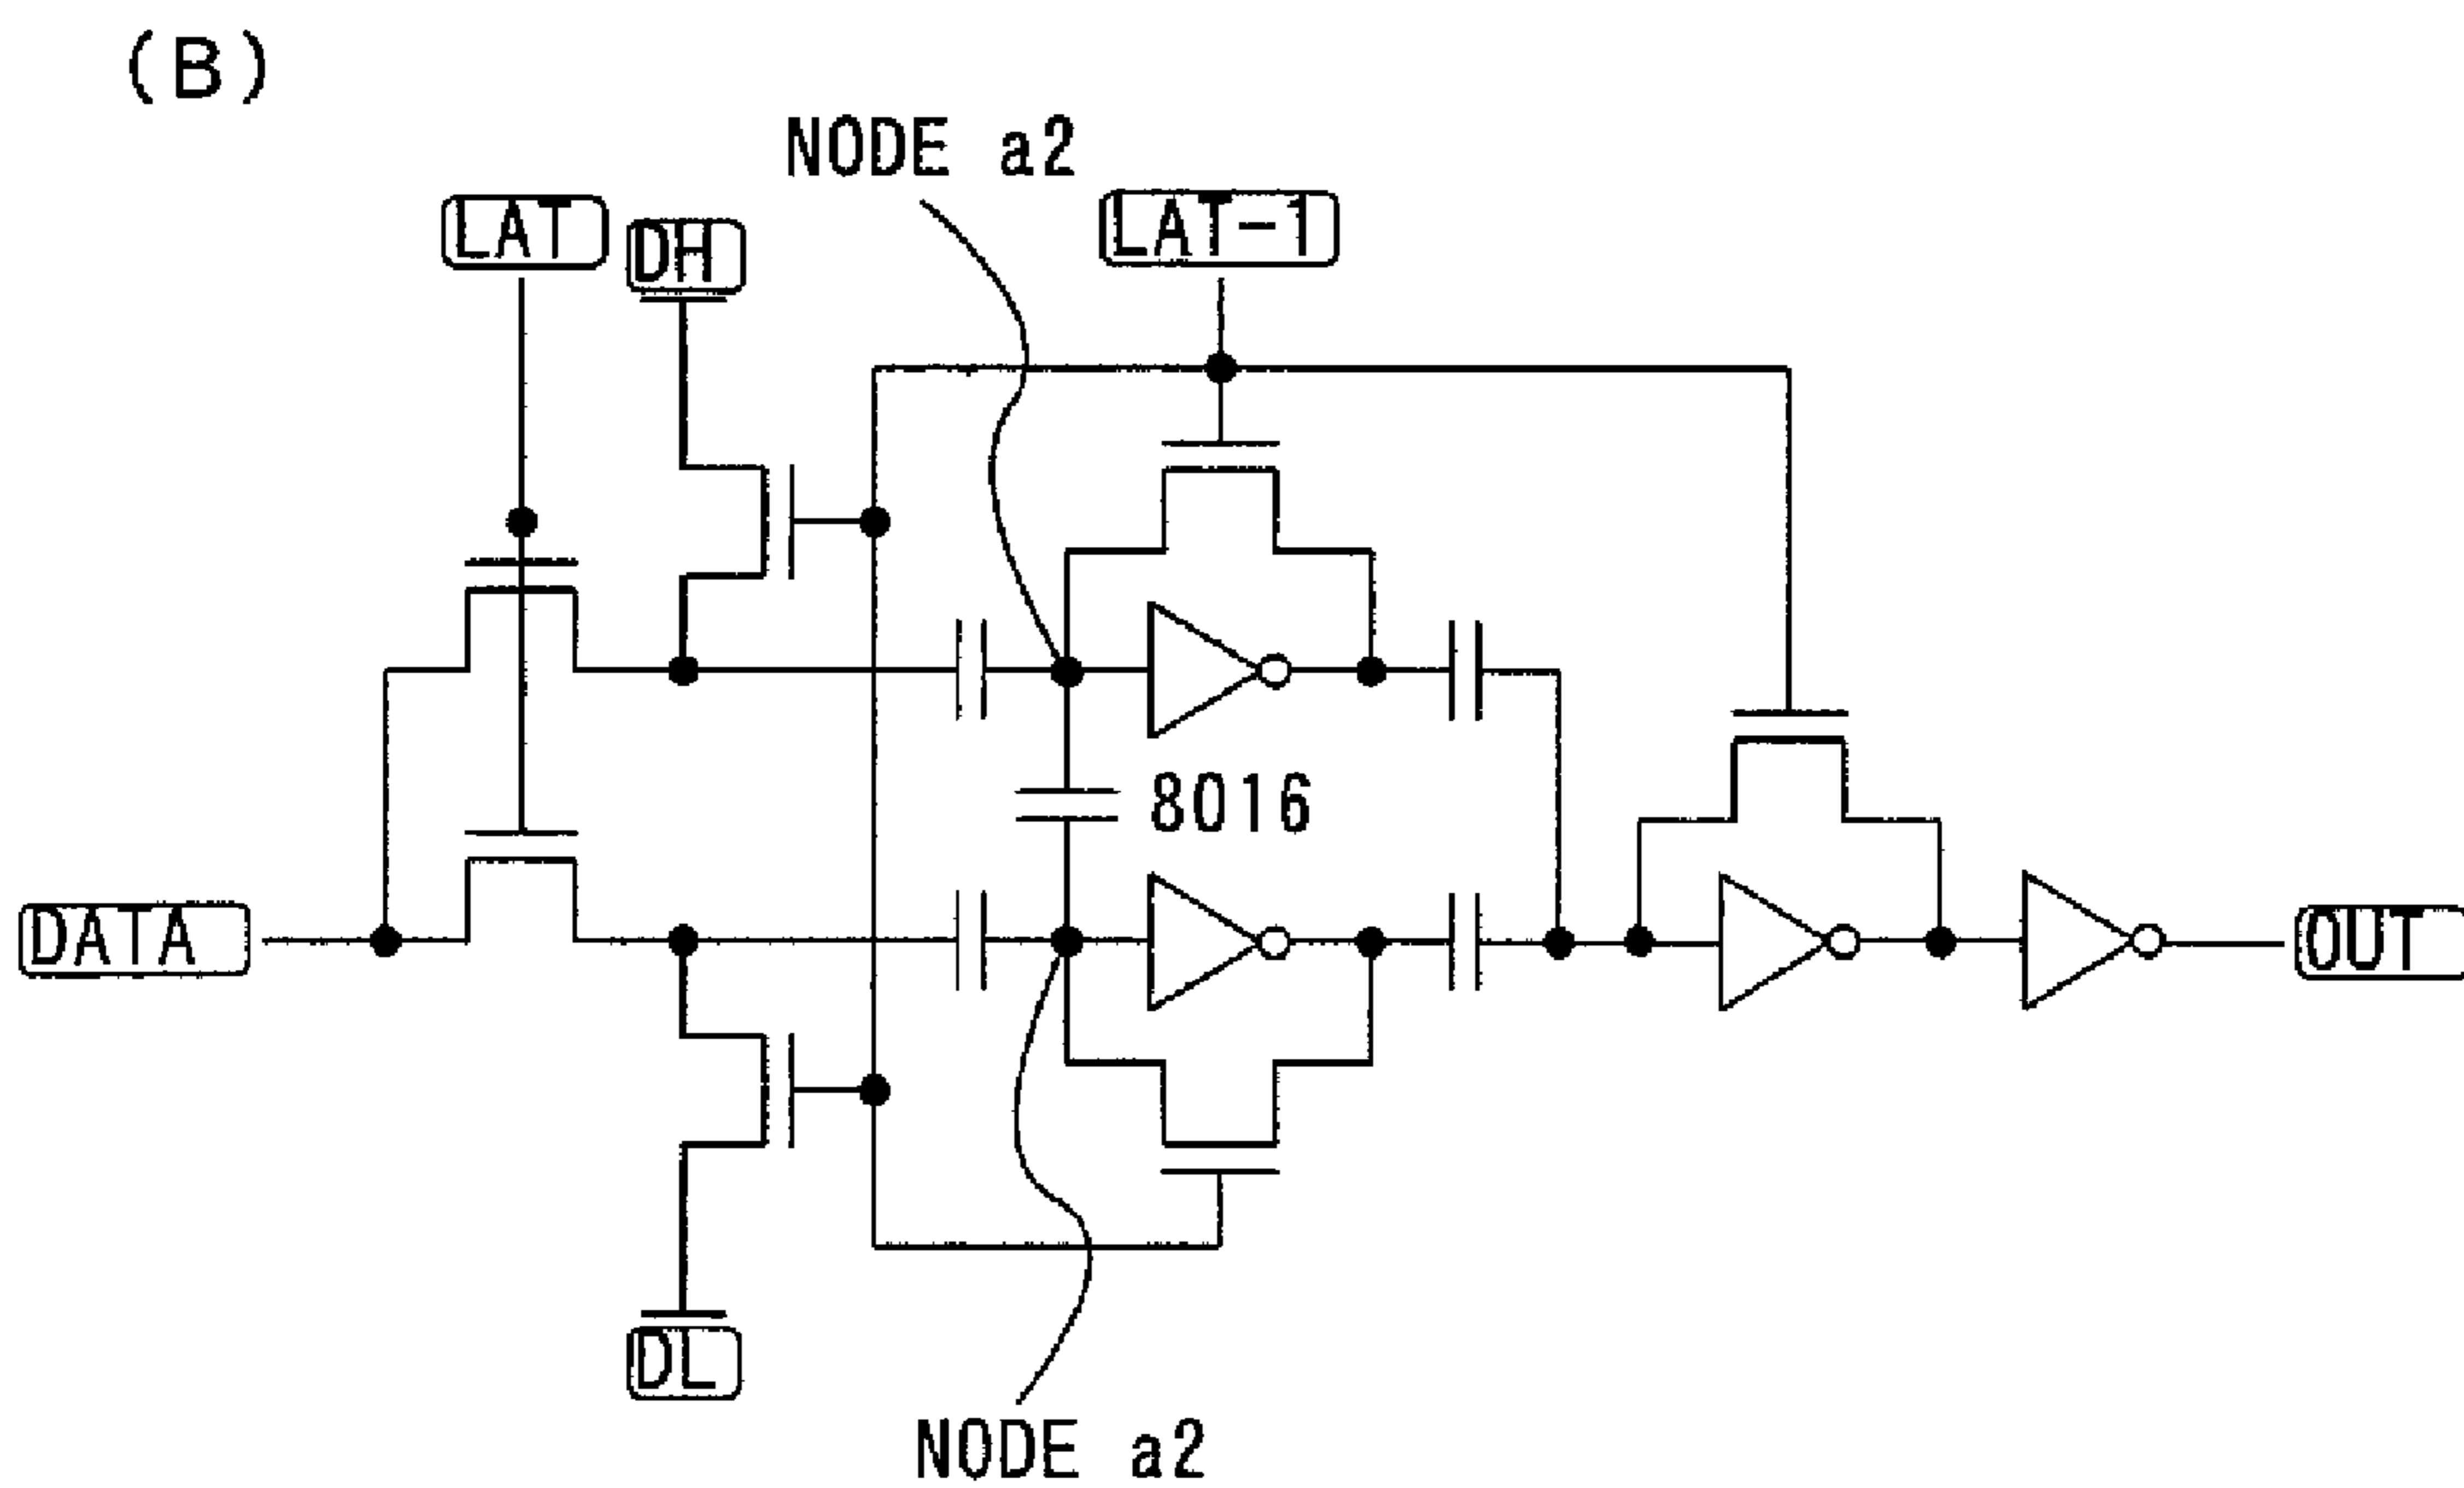 (B)
NODE a2
LAT
DH
LAT-1
8016
DATA
OUT
DL
NODE a2